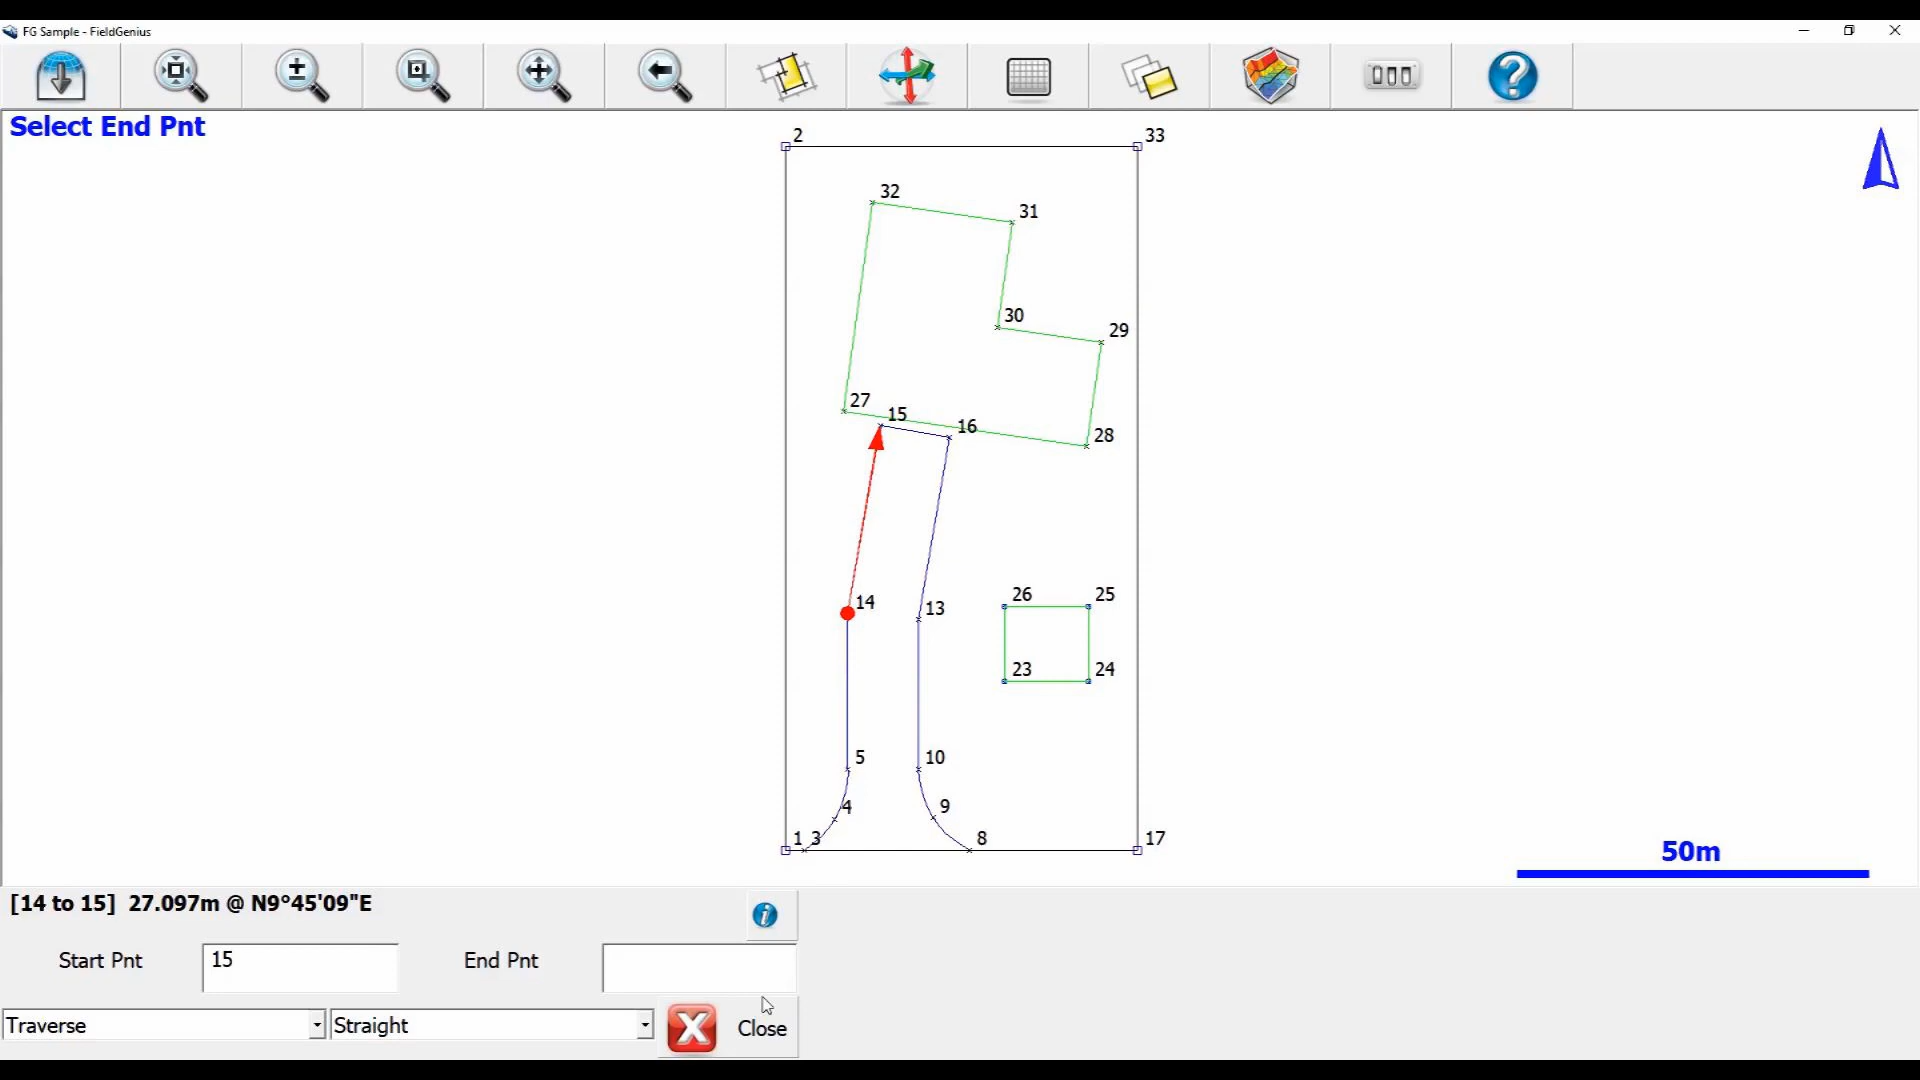 FG Sample - FieldGenius
Select End Pnt
2
33
32
31
30
29
27
15
16
28
14
13
26
25
23
24
5
10
4
9
1
3
8
17
50m
[14 to 15]  27.097m @ N9°45'09"E
Start Pnt
15
End Pnt
Traverse
Straight
Close